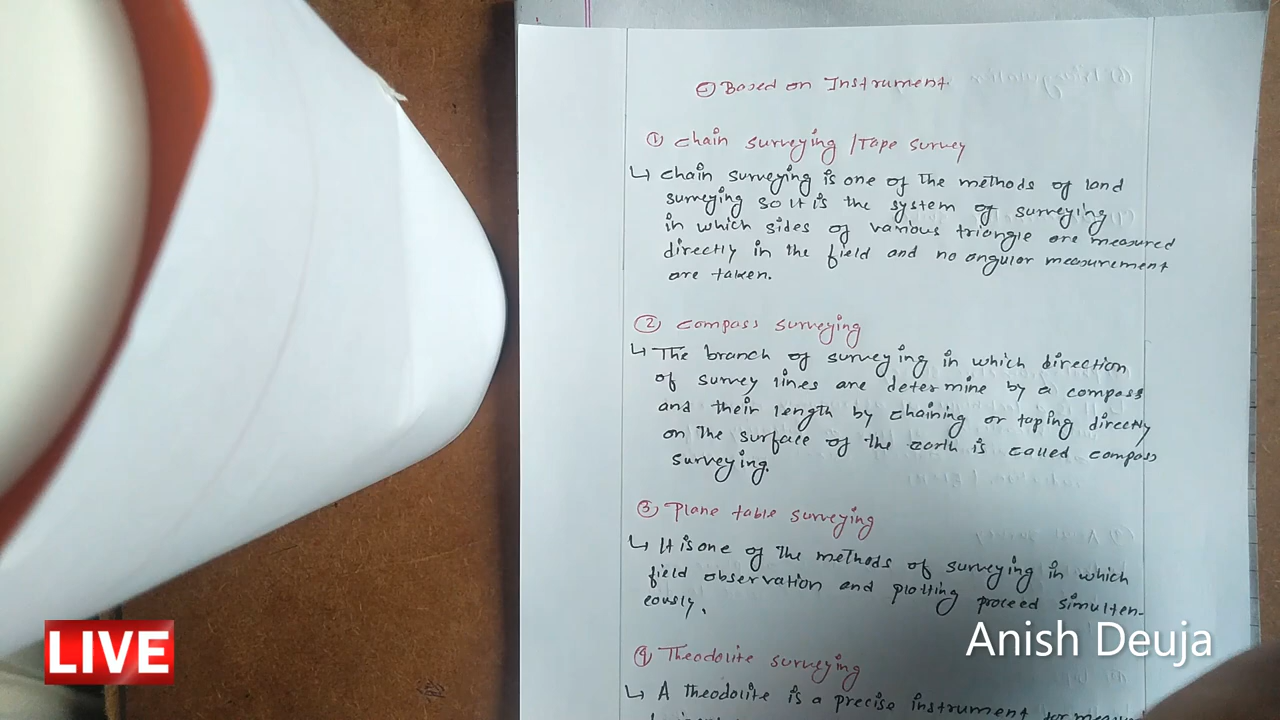 c Based on Instrument.
① chain surveying /Tape survey
↳ chain surveying is one of the methods of land
surveying so it is the system of surveying
in which sides of various triangle are measured
directly in the field and no angular measurement
are taken.
② compass surveying
↳ The branch of surveying in which direction
of survey lines are determine by a compass
and their length by chaining or taping directly
on the surface of the earth is called compass
surveying.
③ Plane table surveying
↳ It is one of the methods of surveying in which
field observation and plotting proceed simulten-
eously.
④ Theodolite surveying
↳ A Theodolite is a precise instrument for
LIVE
Anish Deuja